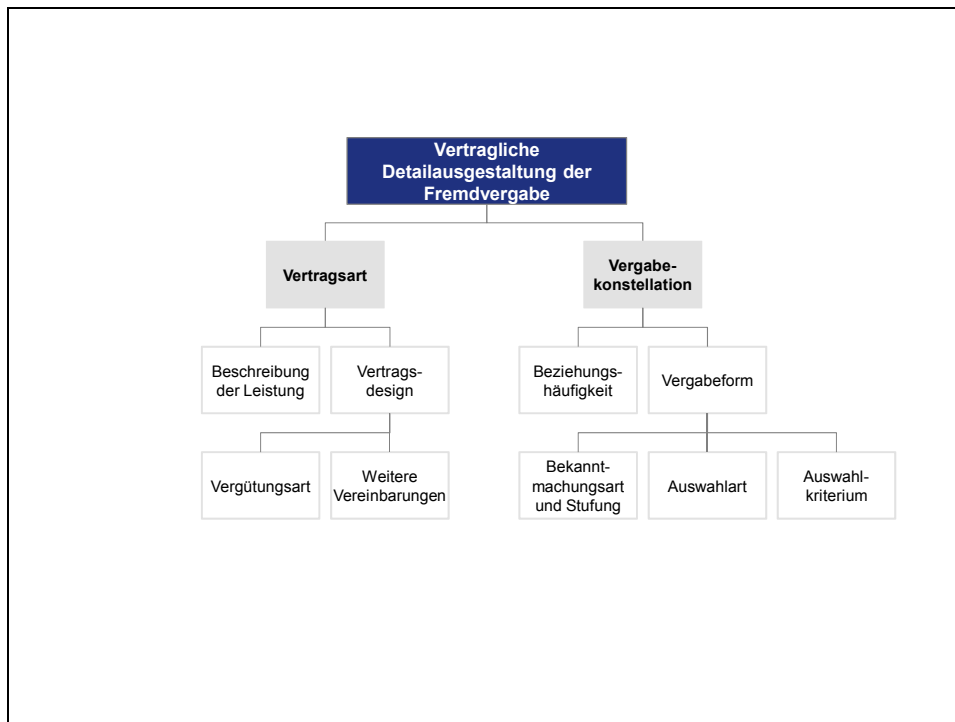 Vertragliche
Detailausgestaltung der
Fremdvergabe
Vertragsart
Vergabe-
konstellation
Beschreibung
der Leistung
Vertrags-
design
Beziehungs-
häufigkeit
Vergabeform
Vergütungsart
Weitere
Vereinbarungen
Bekannt-
machungsart
und Stufung
Auswahlart
Auswahl-
kriterium